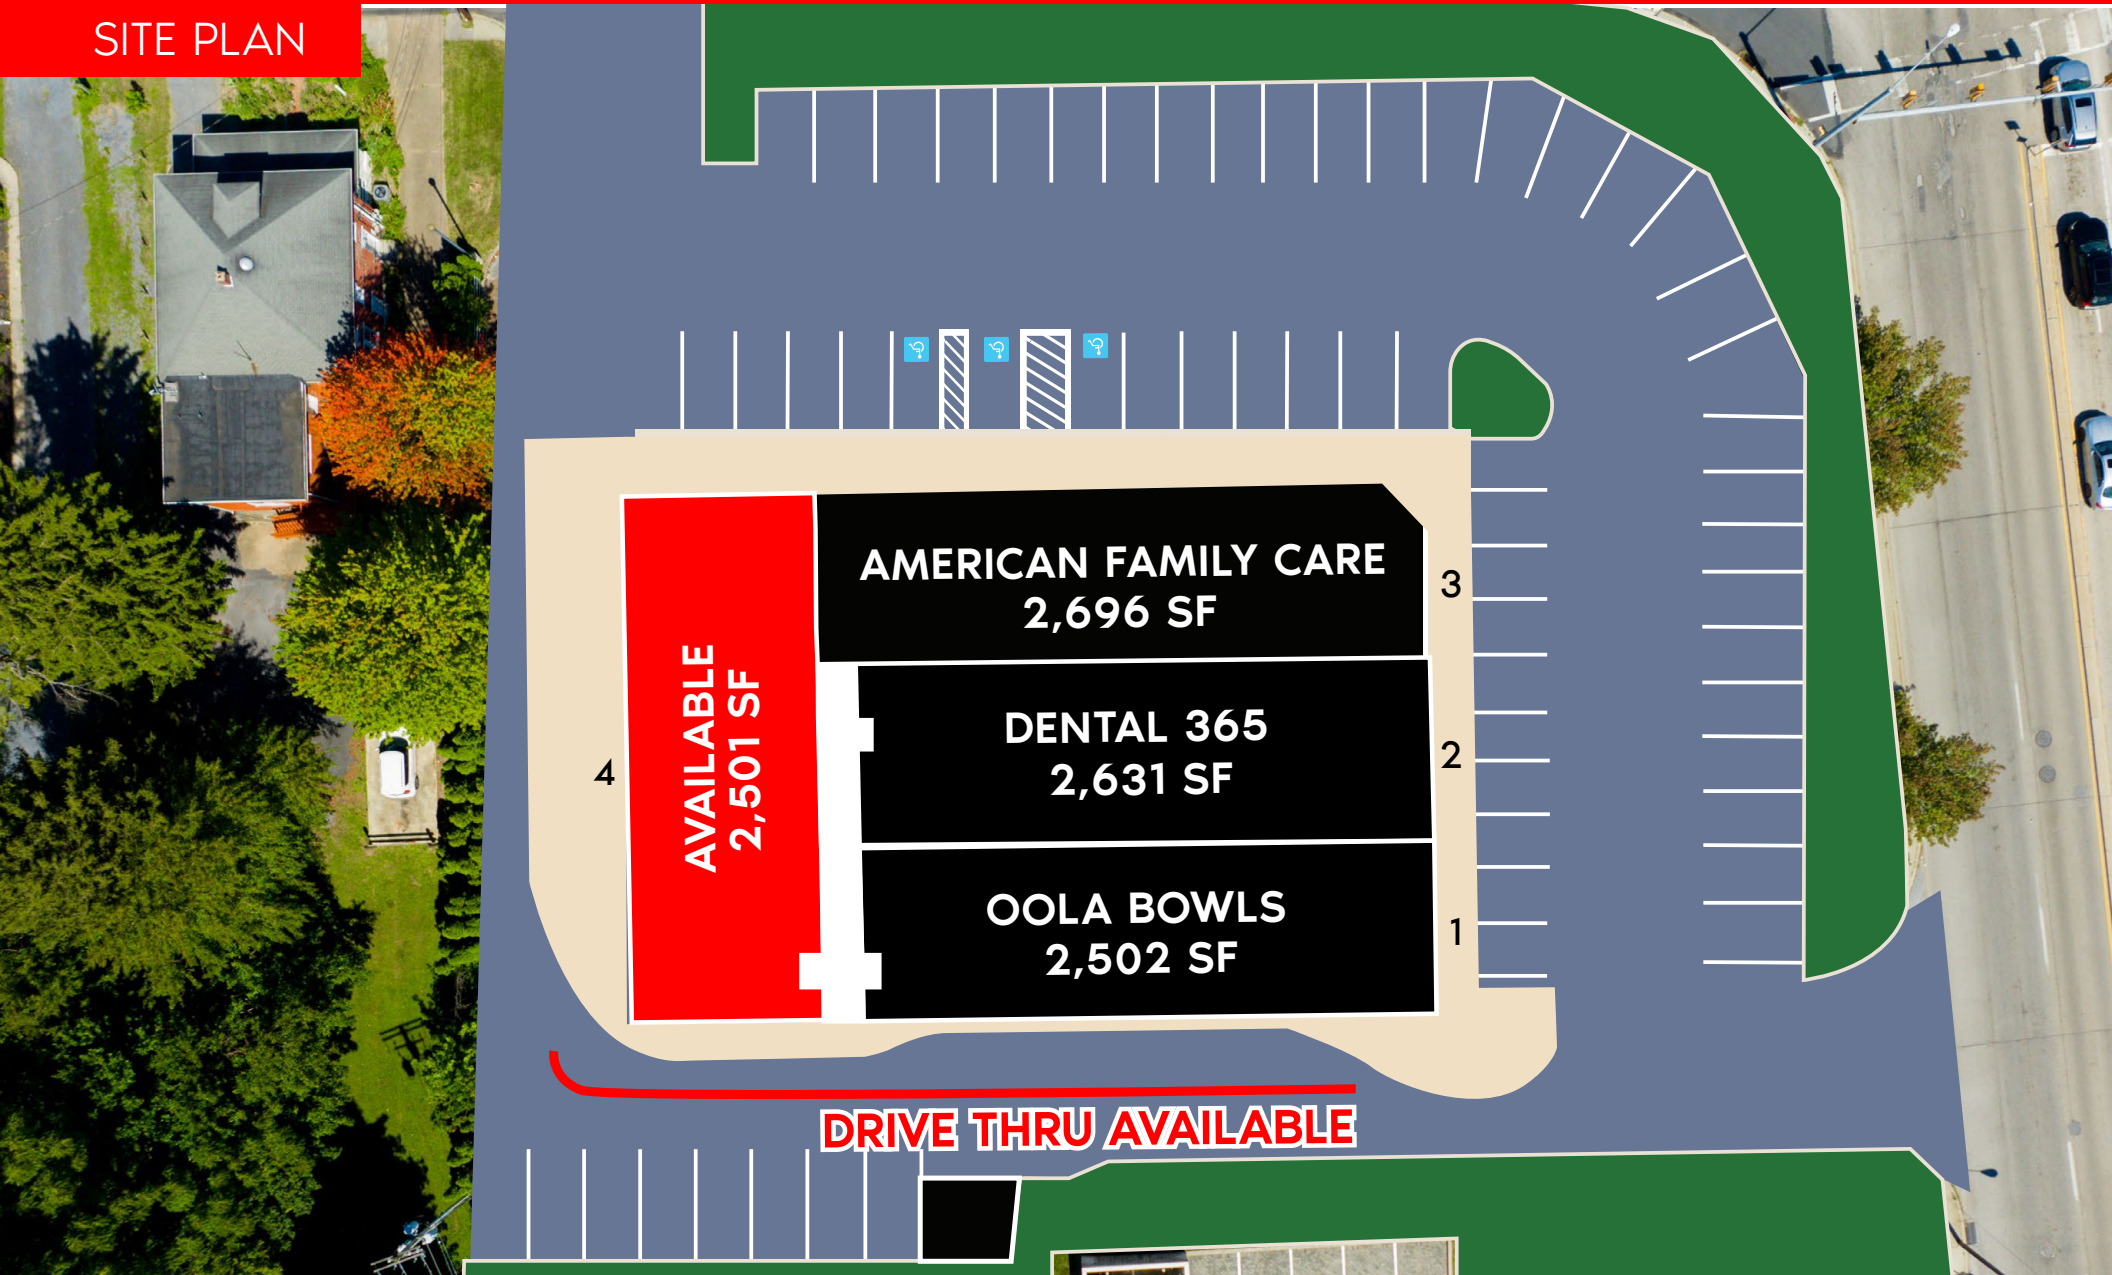 SITE PLAN
AMERICAN FAMILY CARE
2,696 SF
3
AVAILABLE
2,501 SF
4
DENTAL 365
2,631 SF
2
OOLA BOWLS
2,502 SF
1
DRIVE THRU AVAILABLE